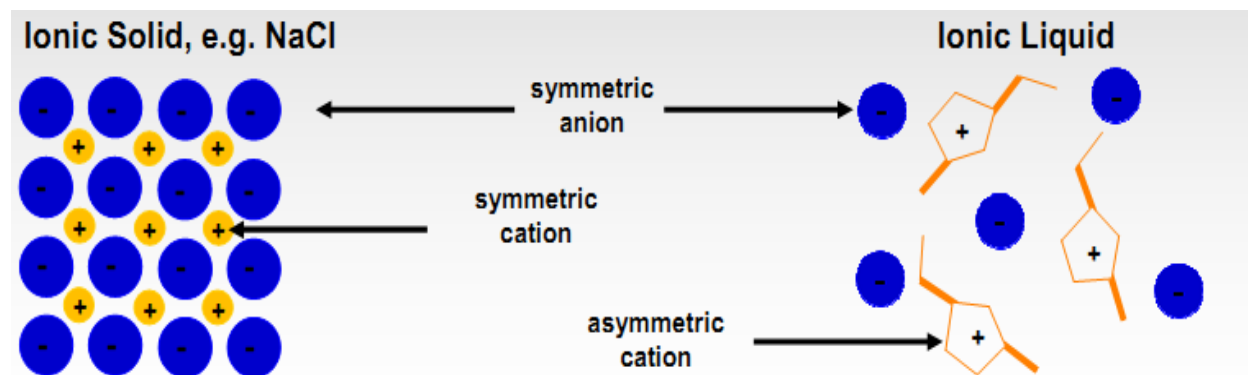 Ionic Solid, e.g. NaCl
Ionic Liquid
symmetric
anion
symmetric
cation
asymmetric
cation
- - - -
+ + +
- - - -
+ + +
- - - -
+ + +
- - - -
- + -
- +
- + -